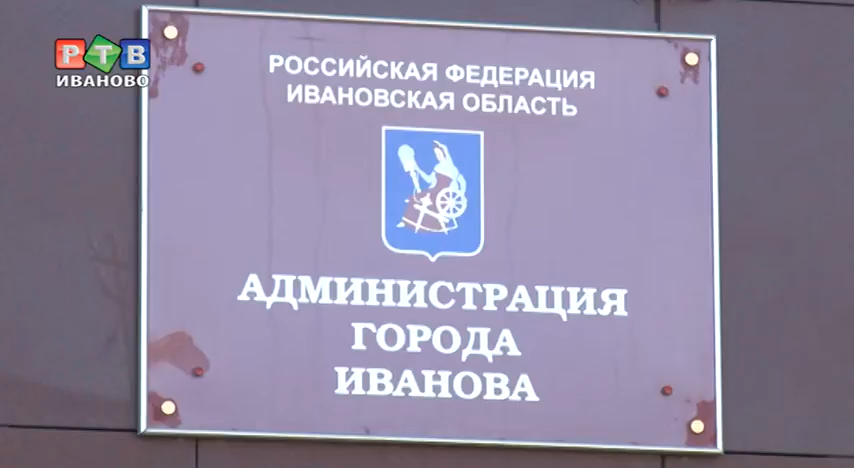 РТВ
ИВАНОВО
РОССИЙСКАЯ ФЕДЕРАЦИЯ
ИВАНОВСКАЯ ОБЛАСТЬ
АДМИНИСТРАЦИЯ
ГОРОДА
ИВАНОВА